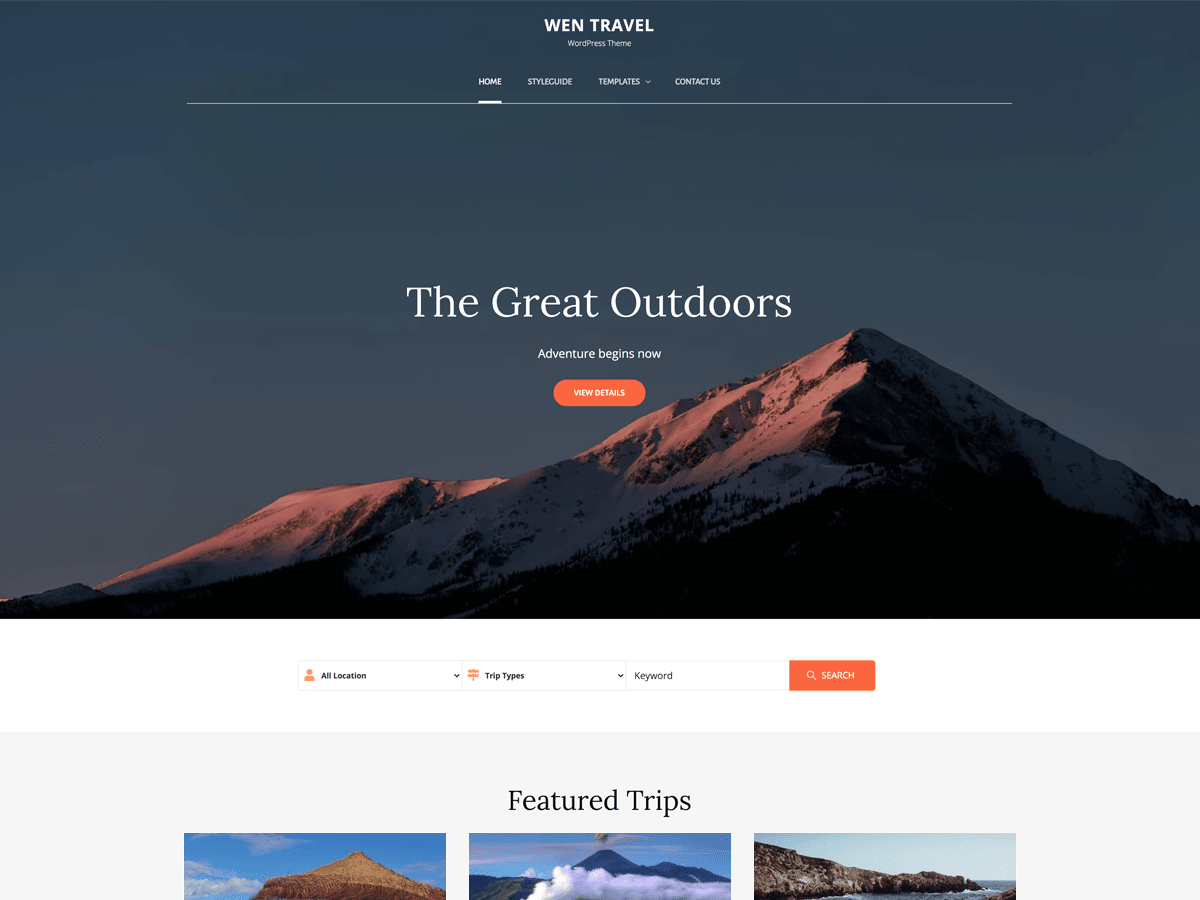 WEN TRAVEL
WordPress Theme
HOME STYLEGUIDE TEMPLATES CONTACT US
The Great Outdoors
Adventure begins now
VIEW DETAILS
All Location Trip Types Keyword SEARCH
Featured Trips